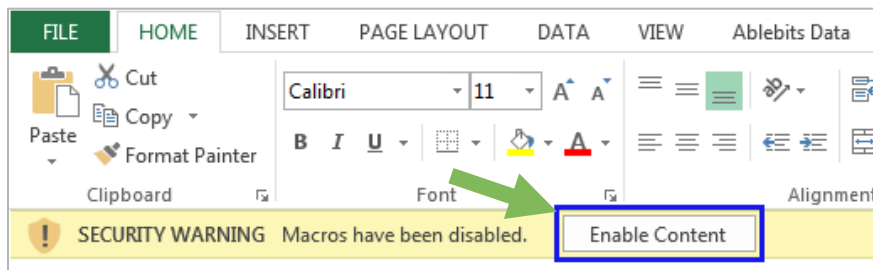 FILE HOME INSERT PAGE LAYOUT DATA VIEW Ablebits Data
Cut
Calibri 11 A A
Copy
Paste
B I U A
Format Painter
Clipboard Font Alignment
! SECURITY WARNING Macros have been disabled. Enable Content